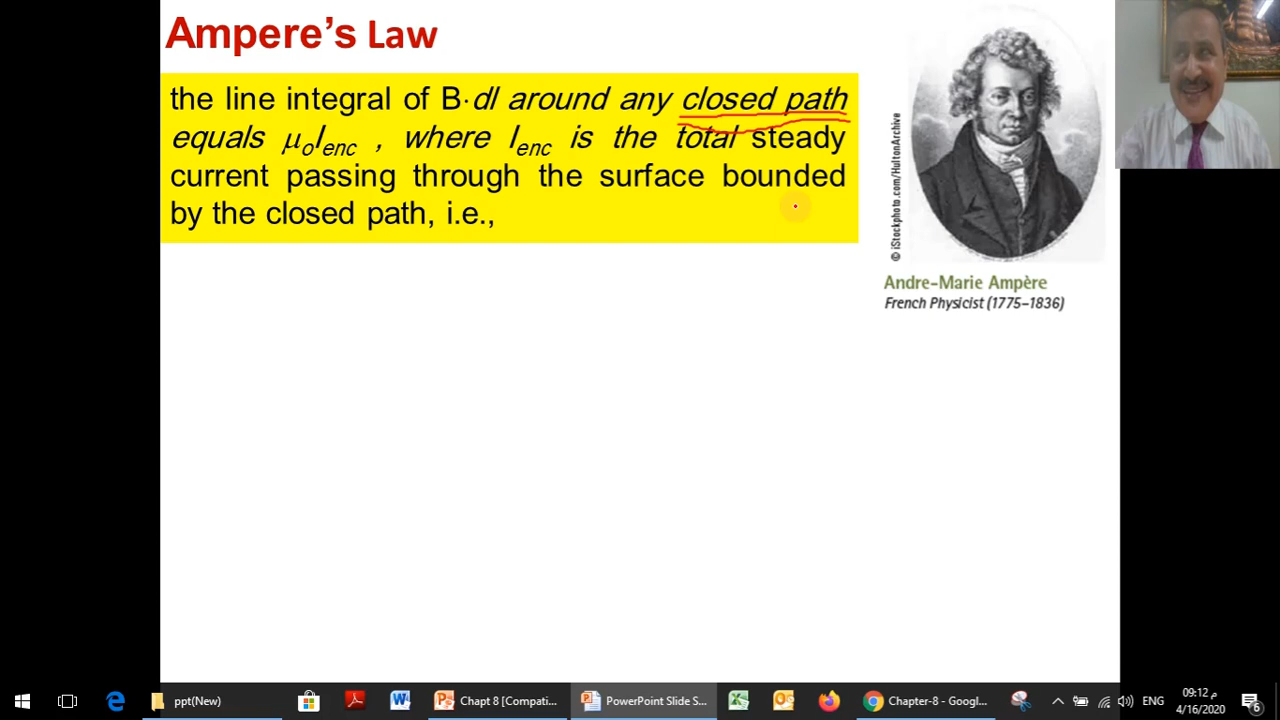 Ampere's Law
the line integral of B·dl around any closed path
equals μoIenc , where Ienc is the total steady
current passing through the surface bounded
by the closed path, i.e.,
© iStockphoto.com/HultonArchive
Andre-Marie Ampère
French Physicist (1775–1836)
ppt(New)
Chapt 8 [Compati...
PowerPoint Slide S...
Chapter-8 - Googl...
ENG
09:12 م
4/16/2020
6